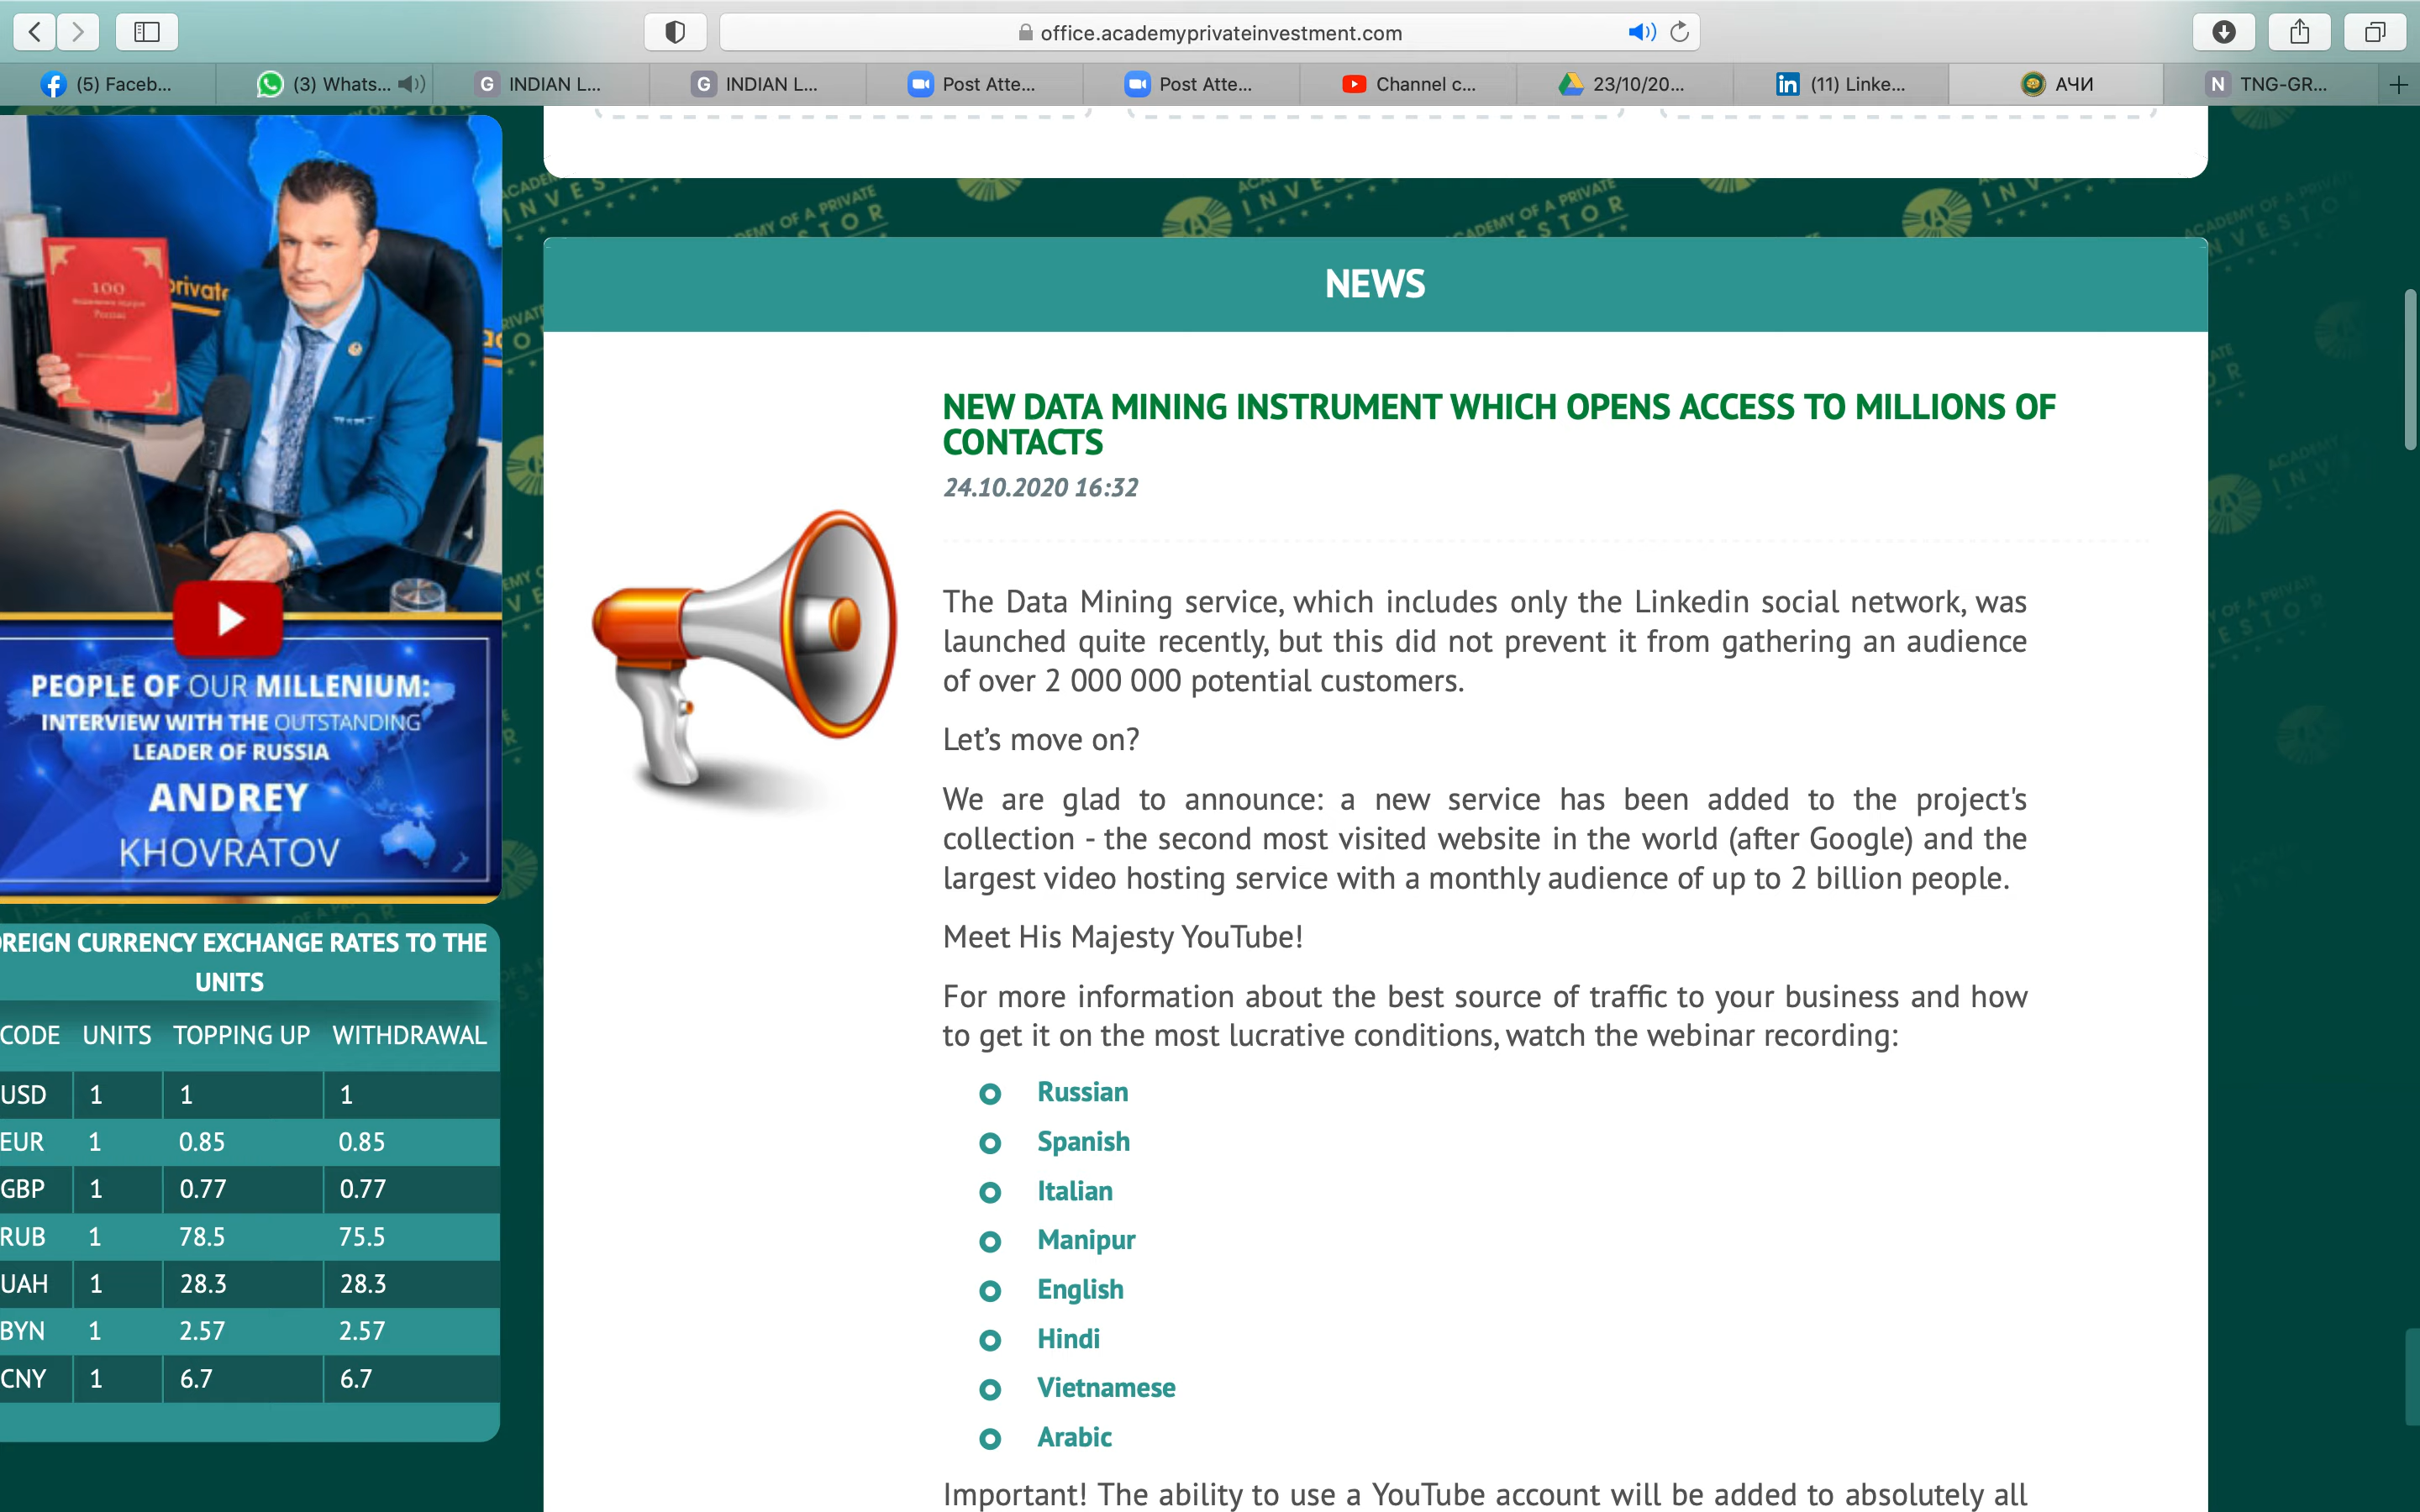 office.academyprivateinvestment.com
(5) Faceb...
(3) Whats...
G INDIAN L...
G INDIAN L...
Post Atte...
Post Atte...
Channel c...
23/10/20...
in (11) Linke...
АЧИ
N TNG-GR...
100
private
PEOPLE OF OUR MILLENIUM:
INTERVIEW WITH THE OUTSTANDING
LEADER OF RUSSIA
ANDREY
KHOVRATOV
REIGN CURRENCY EXCHANGE RATES TO THE
UNITS
CODE UNITS TOPPING UP WITHDRAWAL
USD 1 1 1
EUR 1 0.85 0.85
GBP 1 0.77 0.77
RUB 1 78.5 75.5
UAH 1 28.3 28.3
BYN 1 2.57 2.57
CNY 1 6.7 6.7
ACADEMY OF A PRIVATE
INVESTOR
NEWS
NEW DATA MINING INSTRUMENT WHICH OPENS ACCESS TO MILLIONS OF
CONTACTS
24.10.2020 16:32
The Data Mining service, which includes only the Linkedin social network, was
launched quite recently, but this did not prevent it from gathering an audience
of over 2 000 000 potential customers.
Let’s move on?
We are glad to announce: a new service has been added to the project's
collection - the second most visited website in the world (after Google) and the
largest video hosting service with a monthly audience of up to 2 billion people.
Meet His Majesty YouTube!
For more information about the best source of traffic to your business and how
to get it on the most lucrative conditions, watch the webinar recording:
Russian
Spanish
Italian
Manipur
English
Hindi
Vietnamese
Arabic
Important! The ability to use a YouTube account will be added to absolutely all